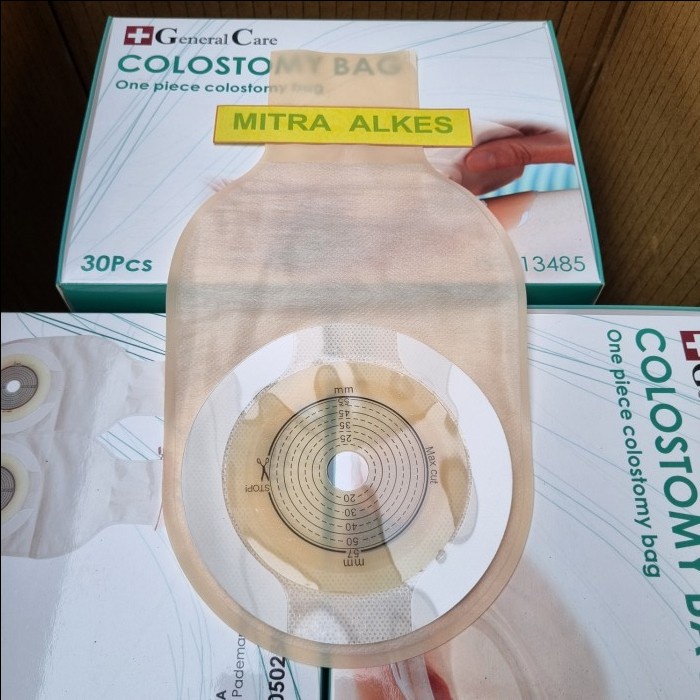 General Care
COLOSTOMY BAG
One piece colostomy bag
MITRA ALKES
30Pcs
13485
mm
55
45
35
25
Max cut
STOP!
20
30
40
50
57
mm
COLOSTOMY
One piece colostomy bag
0502